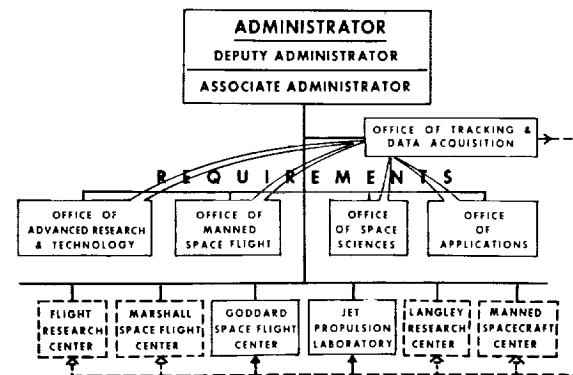 ADMINISTRATOR
DEPUTY ADMINISTRATOR
ASSOCIATE ADMINISTRATOR
OFFICE OF TRACKING &
DATA ACQUISITION
REQUIREMENTS
OFFICE OF
ADVANCED RESEARCH
& TECHNOLOGY
OFFICE OF
MANNED
SPACE FLIGHT
OFFICE
OF SPACE
SCIENCES
OFFICE
OF
APPLICATIONS
FLIGHT
RESEARCH
CENTER
MARSHALL
SPACE FLIGHT
CENTER
GODDARD
SPACE FLIGHT
CENTER
JET
PROPULSION
LABORATORY
LANGLEY
RESEARCH
CENTER
MANNED
SPACECRAFT
CENTER